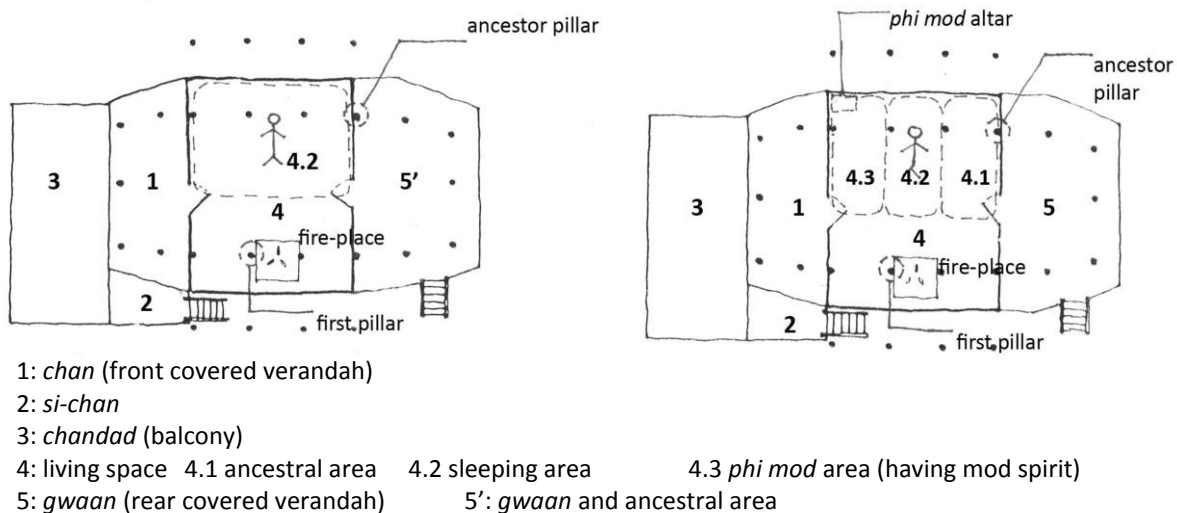 ancestor pillar
3
1
4.2
5’
4
fire-place
2
first pillar
phi mod altar
ancestor
pillar
3
1
4.3
4.2
4.1
5
4
fire-place
2
first pillar
1: chan (front covered verandah)
2: si-chan
3: chandad (balcony)
4: living space 4.1 ancestral area 4.2 sleeping area 4.3 phi mod area (having mod spirit)
5: gwaan (rear covered verandah) 5’: gwaan and ancestral area